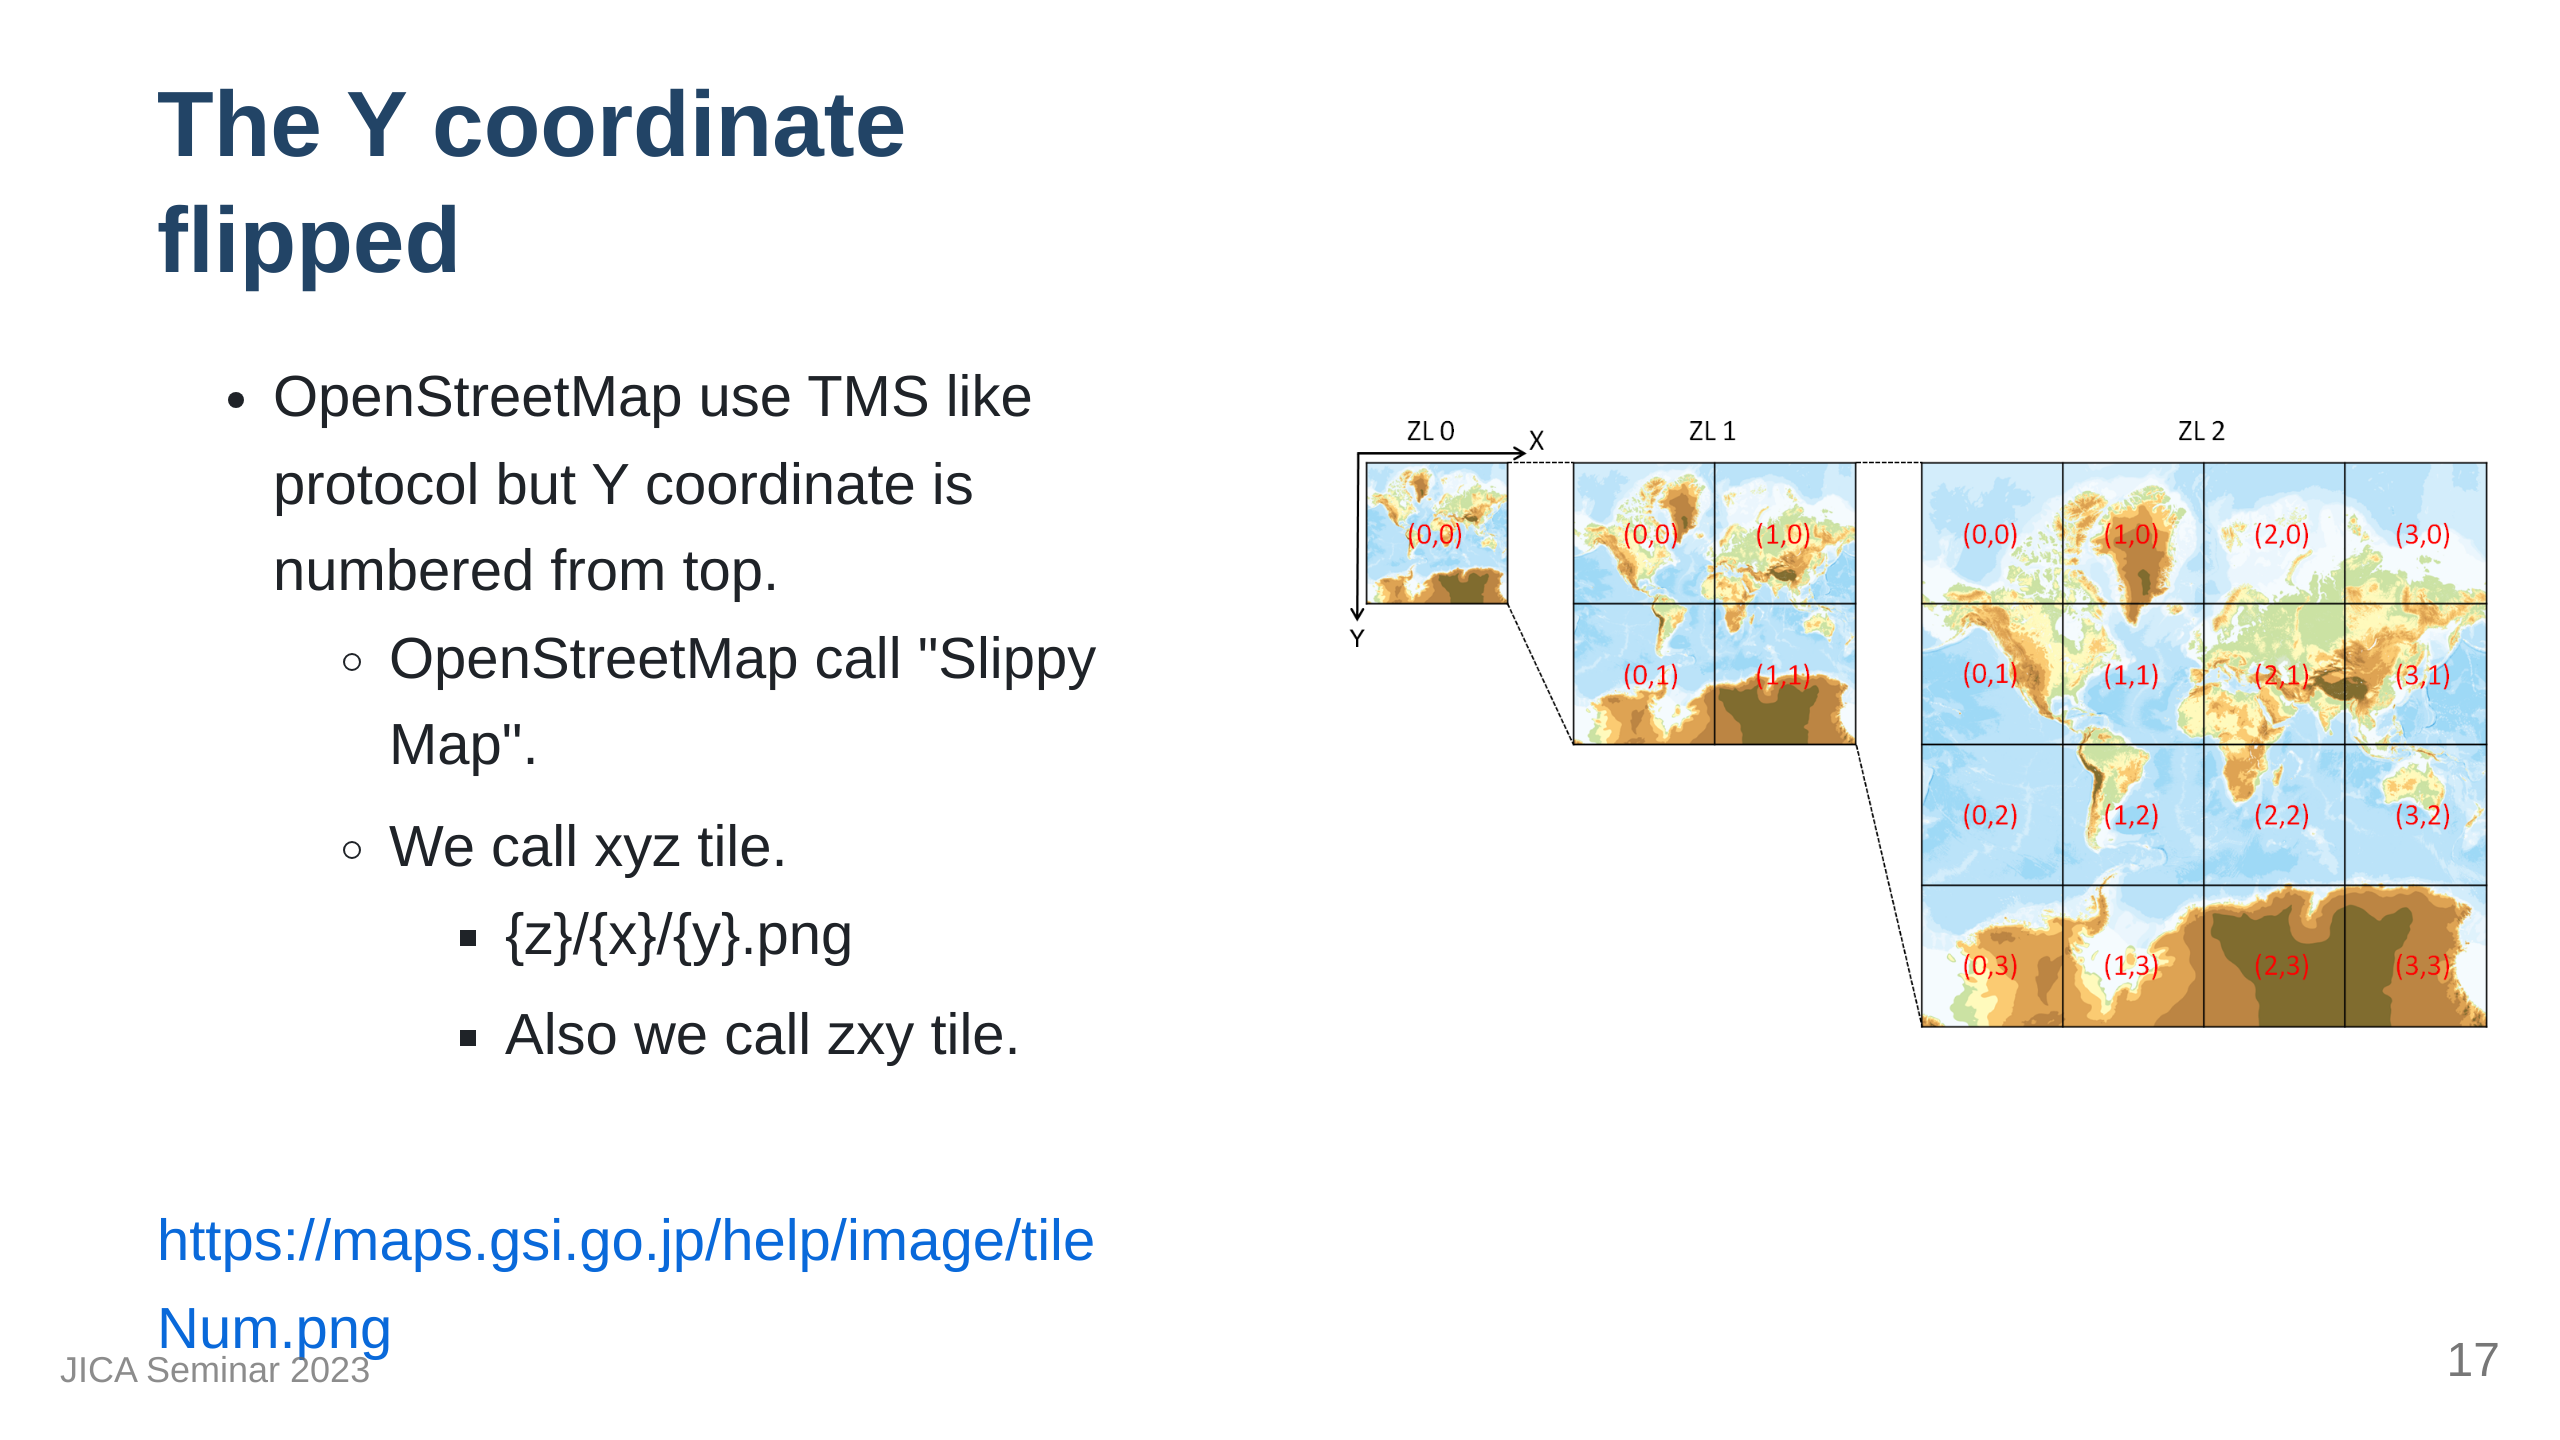 The Y coordinate
flipped
• OpenStreetMap use TMS like
protocol but Y coordinate is
numbered from top.
○ OpenStreetMap call "Slippy
Map".
○ We call xyz tile.
▪ {z}/{x}/{y}.png
▪ Also we call zxy tile.
https://maps.gsi.go.jp/help/image/tile
Num.png
ZL 0
X
Y
(0,0)
ZL 1
(0,0) (1,0)
(0,1) (1,1)
ZL 2
(0,0) (1,0) (2,0) (3,0)
(0,1) (1,1) (2,1) (3,1)
(0,2) (1,2) (2,2) (3,2)
(0,3) (1,3) (2,3) (3,3)
JICA Seminar 2023
17